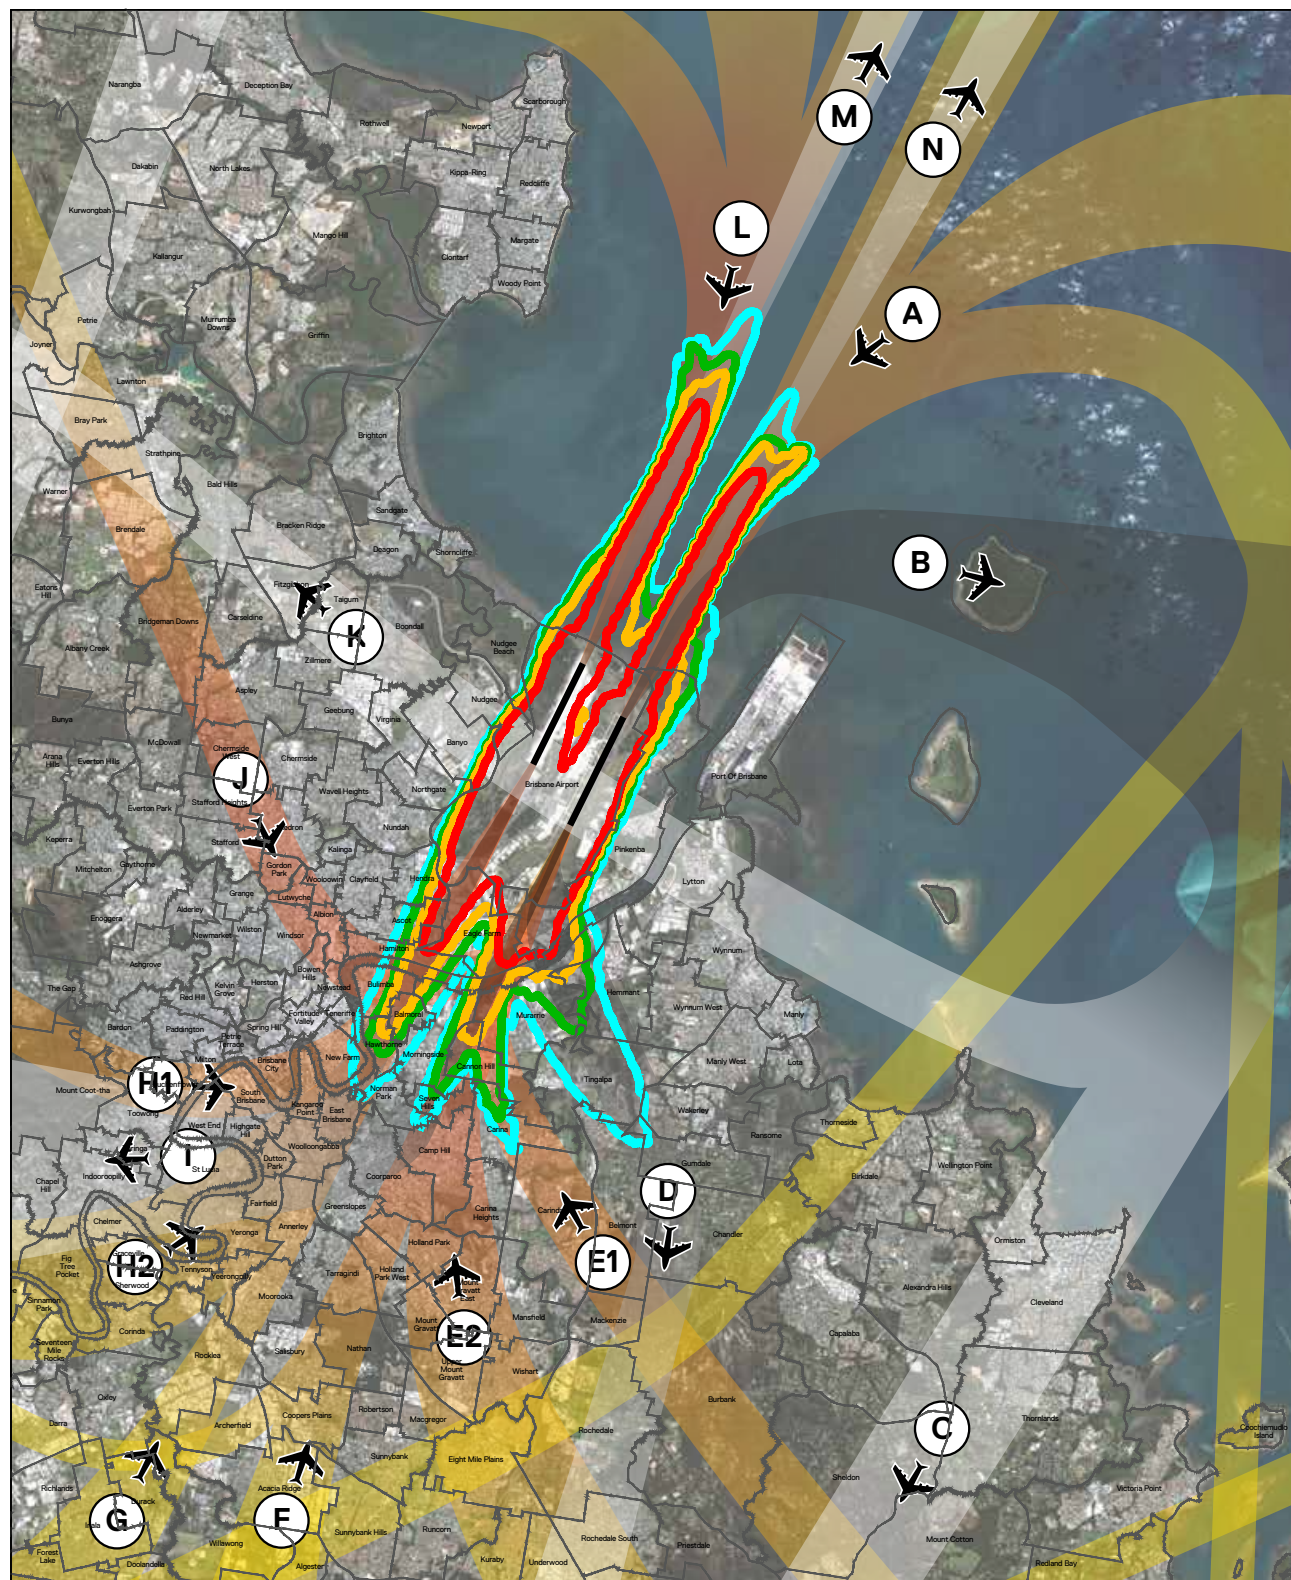 Narangba
Deception Bay
Scarborough
Rothwell
Newport
M
N
Dakabin
North Lakes
Kippa-Ring
Redcliffe
Kurwongbah
Mango Hill
Margate
L
Kallangur
Clontarf
Woody Point
A
Petrie
Murrumba
Downs
Griffin
Joyner
Lawnton
Bray Park
Brighton
Strathpine
Warner
Bald Hills
Sandgate
Brendale
Bracken Ridge
Deagon
Shorncliffe
B
Eatons
Hill
Fitzgibbon
Taigum
Bridgeman Downs
Carseldine
Boondall
K
Albany Creek
Zillmere
Nudgee
Beach
Aspley
Nudgee
Bunya
Geebung
Virginia
McDowall
Banyo
Arana
Hills
Everton Hills
Chermside
West
Chermside
J
Port Of Brisbane
Brisbane Airport
Wavell Heights
Northgate
Stafford Heights
Everton Park
Nundah
Keperra
Stafford
Kalinga
Pinkenba
Mitchelton
Gaythorne
Gordon
Park
Wooloowin
Clayfield
Hendra
Lytton
Grange
Lutwyche
Alderley
Albion
Enoggera
Wilston
Newmarket
Windsor
Ascot
Eagle Farm
Hamilton
Wynnum
Ashgrove
Bowen
Hills
The Gap
Kelvin
Grove
Herston
Newstead
Bulimba
Hemmant
Red Hill
Wynnum West
Manly
Fortitude
Valley
Teneriffe
Balmoral
Murarrie
Bardon
Paddington
Spring Hill
Petrie
Terrace
Hawthorne
Morningside
Milton
Brisbane
City
New Farm
Cannon Hill
Manly West
Lota
Mount Coot-tha
H1
Tingalpa
South
Brisbane
Norman
Park
Seven
Hills
Wakerley
Toowong
Kangaroo
Point
East
Brisbane
Ransome
Thorneside
West End
Highgate
Hill
Carina
I
Woolloongabba
Camp Hill
Indooroopilly
St Lucia
Dutton
Park
Coorparoo
Gumdale
D
Birkdale
Wellington Point
Chapel
Hill
Fairfield
Greenslopes
Carina
Heights
Carindale
Belmont
Chandler
Chelmer
Yeronga
Annerley
Holland Park
Ormiston
Fig
Tree
Pocket
Graceville
H2
Sherwood
Tennyson
Yeerongpilly
Tarragindi
Holland
Park West
E1
Alexandra Hills
Sinnamon
Park
Moorooka
Mount
Gravatt
East
Cleveland
Corinda
Mount
Gravatt
E2
Mansfield
Mackenzie
Capalaba
Seventeen
Mile
Rocks
Rocklea
Salisbury
Nathan
Upper
Mount
Gravatt
Wishart
Oxley
Robertson
Burbank
Darra
Archerfield
Coopers Plains
Macgregor
Rochedale
C
Thornlands
Coochiemudlo
Island
Sunnybank
Eight Mile Plains
Sheldon
Richlands
Durack
Acacia Ridge
Victoria Point
Inala
G
F
Willawong
Sunnybank Hills
Runcorn
Rochedale South
Priestdale
Mount Cotton
Forest
Lake
Doolandella
Algester
Kuraby
Underwood
Redland Bay